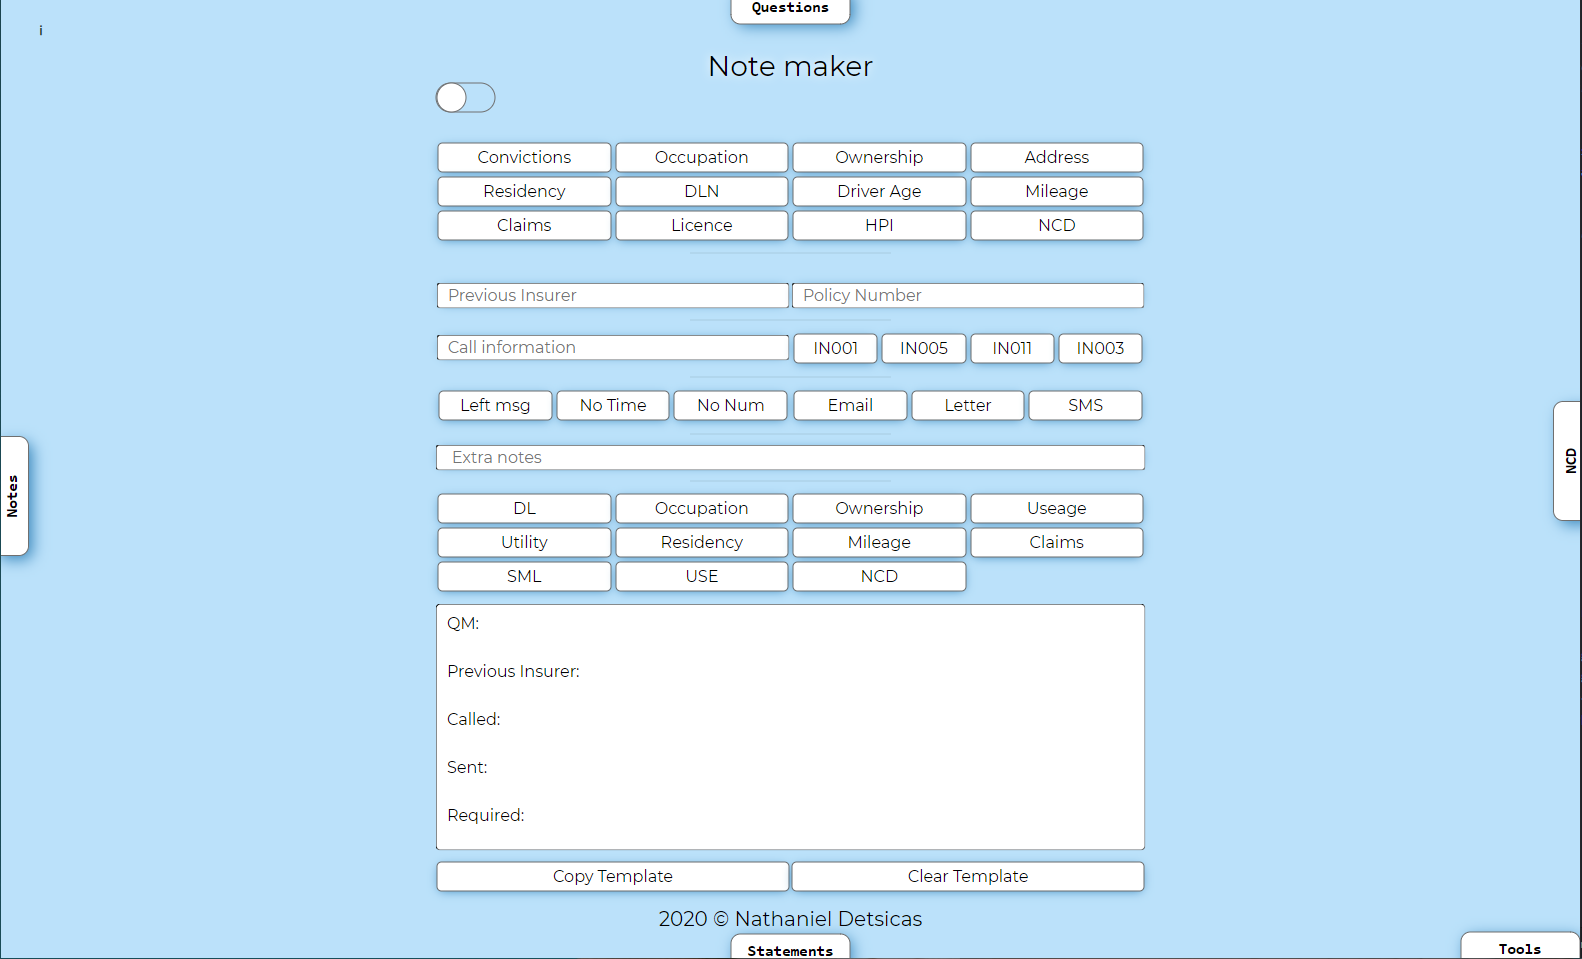 Questions
i
Note maker
Convictions Occupation Ownership Address
Residency DLN Driver Age Mileage
Claims Licence HPI NCD
Previous Insurer Policy Number
Call information IN001 IN005 IN011 IN003
Left msg No Time No Num Email Letter SMS
Extra notes
Notes
NCD
DL Occupation Ownership Useage
Utility Residency Mileage Claims
SML USE NCD
QM:
Previous Insurer:
Called:
Sent:
Required:
Copy Template Clear Template
2020 © Nathaniel Detsicas
Statements
Tools